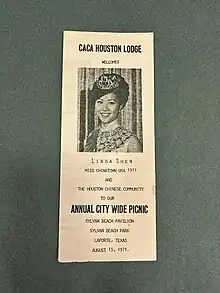 CACA HOUSTON LODGE
WELCOMES
LINDA SHEN
MISS CHINATOWN USA 1971
AND
THE HOUSTON CHINESE COMMUNITY
TO OUR
ANNUAL CITY WIDE PICNIC
SYLVAN BEACH PAVILION
SYLVAN BEACH PARK
LAPORTE, TEXAS
AUGUST 15, 1971.